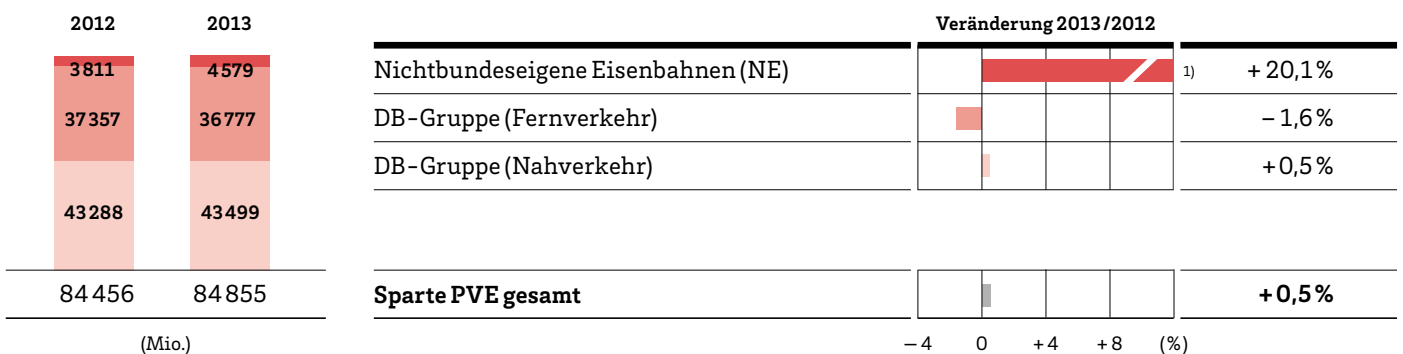 2012 2013 Veränderung 2013/2012
3811 4579 Nichtbundeseigene Eisenbahnen (NE) 1) +20,1%
37357 36777 DB-Gruppe (Fernverkehr) –1,6%
DB-Gruppe (Nahverkehr) +0,5%
43288 43499
84456 84855 Sparte PVE gesamt +0,5%
(Mio.) –4 0 +4 +8 (%)